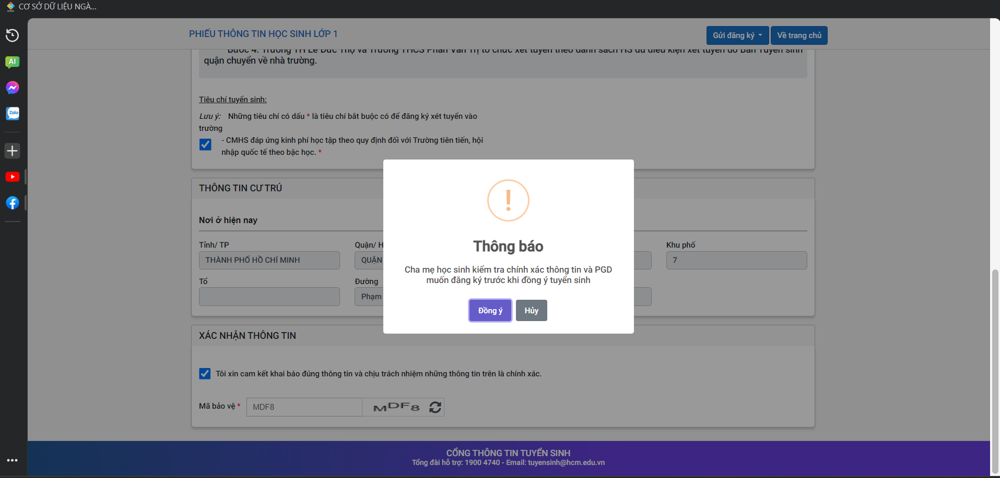 CƠ SỞ DỮ LIỆU NGÀ...
PHIẾU THÔNG TIN HỌC SINH LỚP 1
Gửi đăng ký
Về trang chủ
Bước 4: Trường TH Lê Đức Thọ và Trường THCS Phan Văn Trị tổ chức xét tuyển theo danh sách HS đủ điều kiện xét tuyển do Ban Tuyển sinh
quận chuyển về nhà trường.
Tiêu chí tuyển sinh:
Lưu ý: Những tiêu chí có dấu * là tiêu chí bắt buộc có để đăng ký xét tuyển vào
trường
- CMHS đáp ứng kinh phí học tập theo quy định đối với Trường tiên tiến, hội
nhập quốc tế theo bậc học. *
THÔNG TIN CƯ TRÚ
Nơi ở hiện nay
Tỉnh/ TP
Quận/ H
Khu phố
THÀNH PHỐ HỒ CHÍ MINH
QUẬN
7
Tổ
Đường
Phạm
Thông báo
Cha mẹ học sinh kiểm tra chính xác thông tin và PGD
muốn đăng ký trước khi đồng ý tuyển sinh
Đồng ý
Hủy
XÁC NHẬN THÔNG TIN
Tôi xin cam kết khai báo đúng thông tin và chịu trách nhiệm những thông tin trên là chính xác.
Mã bảo vệ *
MDF8
MDF8
CỔNG THÔNG TIN TUYỂN SINH
Tổng đài hỗ trợ: 1900 4740 - Email: tuyensinh@hcm.edu.vn
AI
Zalo